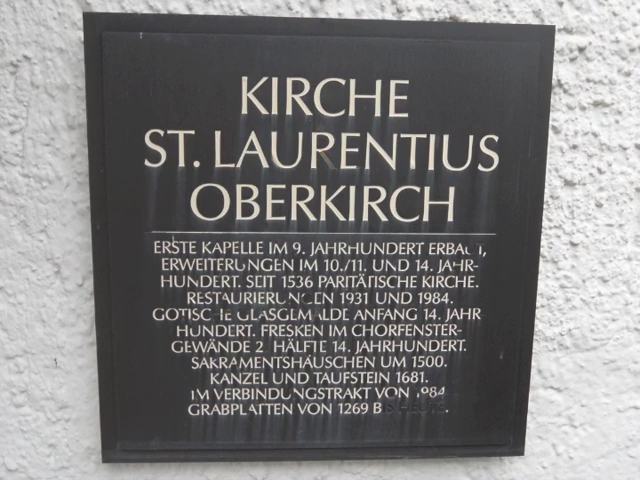 KIRCHE
ST. LAURENTIUS
OBERKIRCH
ERSTE KAPELLE IM 9. JAHRHUNDERT ERBAUT,
ERWEITERUNGEN IM 10./11. UND 14. JAHR-
HUNDERT. SEIT 1536 PARITÄTISCHE KIRCHE.
RESTAURIERUNGEN 1931 UND 1984.
GOTISCHE GLASGEMÄLDE ANFANG 14. JAHR
HUNDERT. FRESKEN IM CHORFENSTER-
GEWÄNDE 2. HÄLFTE 14. JAHRHUNDERT.
SAKRAMENTSHÄUSCHEN UM 1500.
KANZEL UND TAUFSTEIN 1681.
IM VERBINDUNGSTRAKT VON 1984
GRABPLATTEN VON 1269 BIS HEUTE.